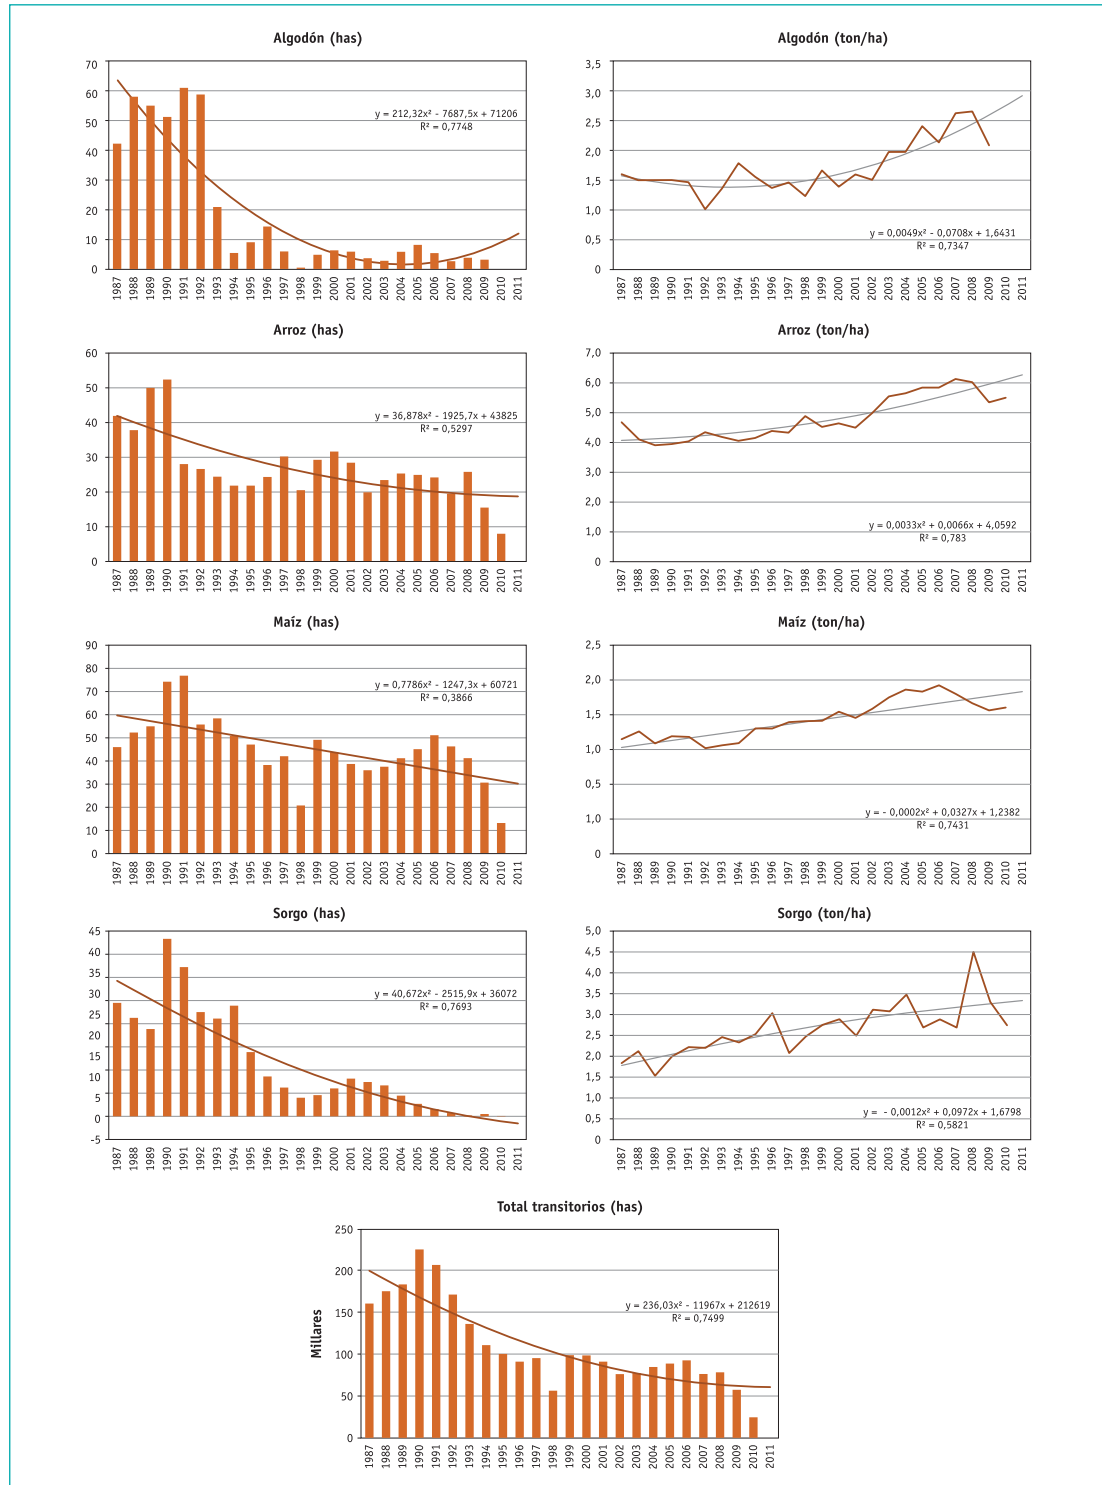 Algodón (has)
70
60
50
40
30
20
10
0
y = 212,32x² - 7687,5x + 71206
R² = 0,7748
1987 1988 1989 1990 1991 1992 1993 1994 1995 1996 1997 1998 1999 2000 2001 2002 2003 2004 2005 2006 2007 2008 2009 2010 2011
Algodón (ton/ha)
3,5
3,0
2,5
2,0
1,5
1,0
0,5
0
y = 0,0049x² - 0,0708x + 1,6431
R² = 0,7347
1987 1988 1989 1990 1991 1992 1993 1994 1995 1996 1997 1998 1999 2000 2001 2002 2003 2004 2005 2006 2007 2008 2009 2010 2011
Arroz (has)
60
50
40
30
20
10
0
y = 36,878x² - 1925,7x + 43825
R² = 0,5297
1987 1988 1989 1990 1991 1992 1993 1994 1995 1996 1997 1998 1999 2000 2001 2002 2003 2004 2005 2006 2007 2008 2009 2010 2011
Arroz (ton/ha)
7,0
6,0
5,0
4,0
3,0
2,0
1,0
0
y = 0,0033x² + 0,0066x + 4,0592
R² = 0,783
1987 1988 1989 1990 1991 1992 1993 1994 1995 1996 1997 1998 1999 2000 2001 2002 2003 2004 2005 2006 2007 2008 2009 2010 2011
Maíz (has)
90
80
70
60
50
40
30
20
10
0
y = 0,7786x² - 1247,3x + 60721
R² = 0,3866
1987 1988 1989 1990 1991 1992 1993 1994 1995 1996 1997 1998 1999 2000 2001 2002 2003 2004 2005 2006 2007 2008 2009 2010 2011
Maíz (ton/ha)
2,5
2,0
1,5
1,0
0,5
1,0
0
y = - 0,0002x² + 0,0327x + 1,2382
R² = 0,7431
1987 1988 1989 1990 1991 1992 1993 1994 1995 1996 1997 1998 1999 2000 2001 2002 2003 2004 2005 2006 2007 2008 2009 2010 2011
Sorgo (has)
45
40
35
30
25
20
15
10
5
0
-5
y = 40,672x² - 2515,9x + 36072
R² = 0,7693
1987 1988 1989 1990 1991 1992 1993 1994 1995 1996 1997 1998 1999 2000 2001 2002 2003 2004 2005 2006 2007 2008 2009 2010 2011
Sorgo (ton/ha)
5,0
4,5
4,0
3,5
3,0
2,5
2,0
1,5
1,0
0,5
0
y = - 0,0012x² + 0,0972x + 1,6798
R² = 0,5821
1987 1988 1989 1990 1991 1992 1993 1994 1995 1996 1997 1998 1999 2000 2001 2002 2003 2004 2005 2006 2007 2008 2009 2010 2011
Total transitorios (has)
Millares
250
200
150
100
50
0
y = 236,03x² - 11967x + 212619
R² = 0,7499
1987 1988 1989 1990 1991 1992 1993 1994 1995 1996 1997 1998 1999 2000 2001 2002 2003 2004 2005 2006 2007 2008 2009 2010 2011